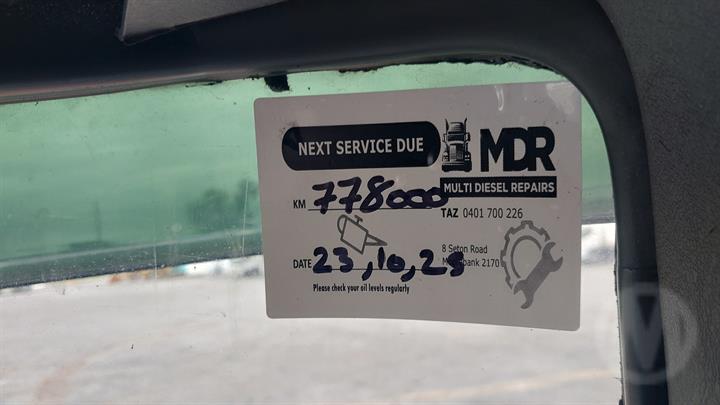 NEXT SERVICE DUE
MDR
MULTI DIESEL REPAIRS
KM 778000
TAZ 0401 700 226
8 Seton Road
2170
DATE 23,10,25
Please check your oil levels regularly